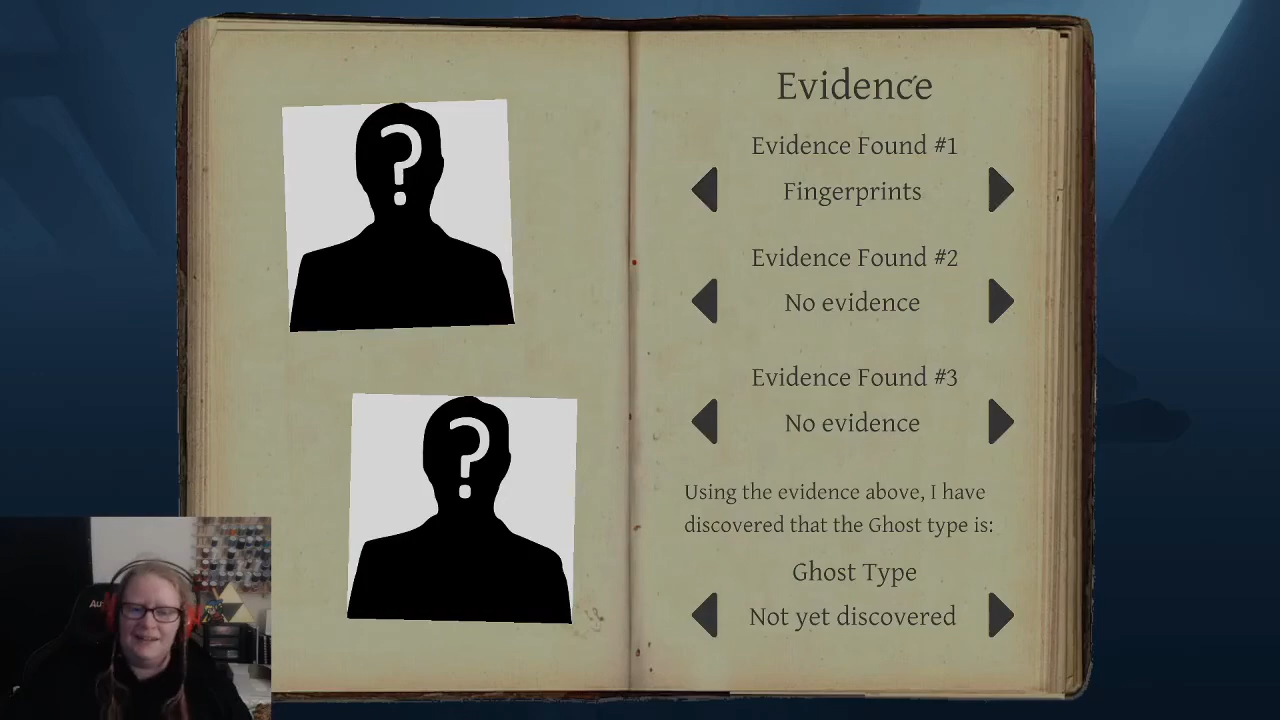 Evidence
Evidence Found #1
Fingerprints
Evidence Found #2
No evidence
Evidence Found #3
No evidence
Using the evidence above, I have
discovered that the Ghost type is:
Ghost Type
Not yet discovered